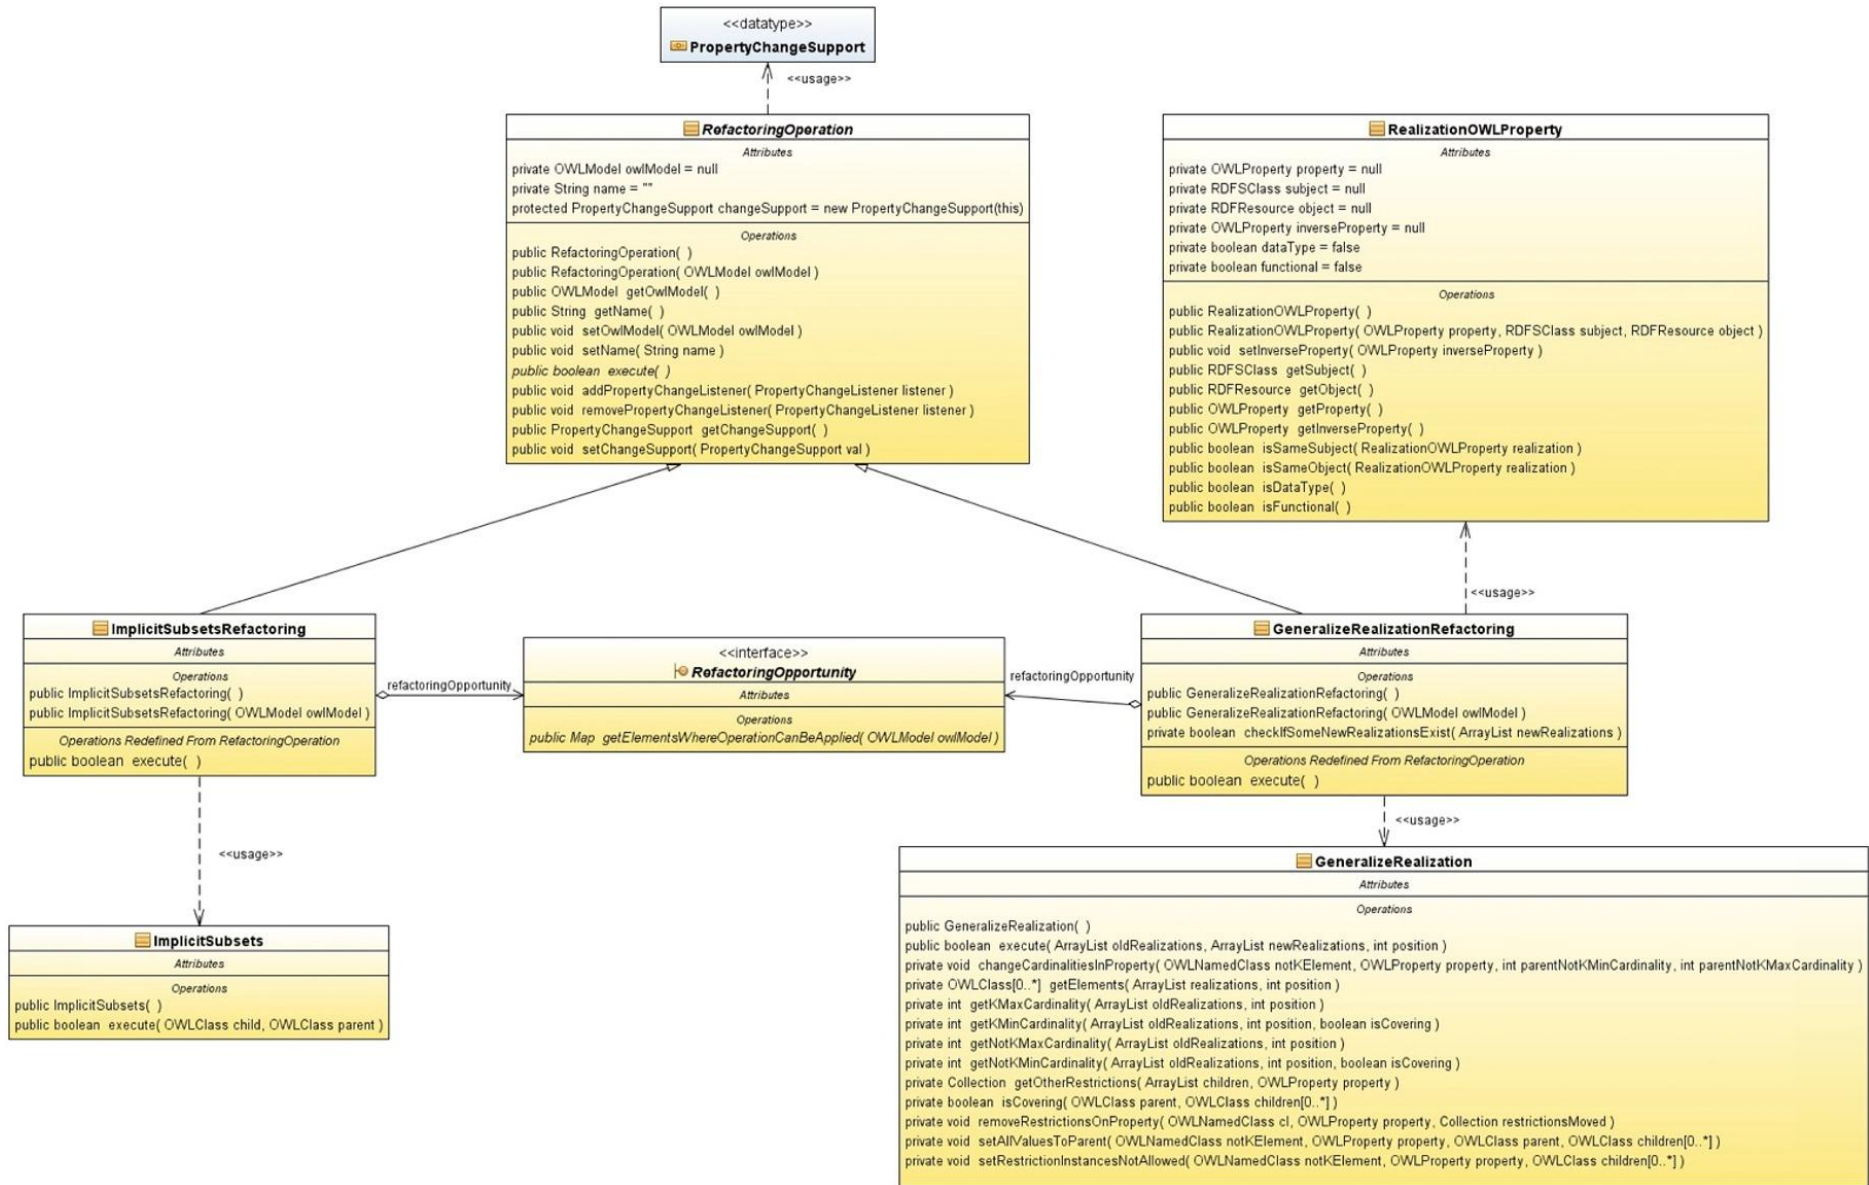 <<datatype>>
PropertyChangeSupport
<<usage>>
RefactoringOperation
Attributes
private OWLModel owlModel = null
private String name = ""
protected PropertyChangeSupport changeSupport = new PropertyChangeSupport(this)
Operations
public RefactoringOperation( )
public RefactoringOperation( OWLModel owlModel )
public OWLModel getOwlModel( )
public String getName( )
public void setOwlModel( OWLModel owlModel )
public void setName( String name )
public boolean execute( )
public void addPropertyChangeListener( PropertyChangeListener listener )
public void removePropertyChangeListener( PropertyChangeListener listener )
public PropertyChangeSupport getChangeSupport( )
public void setChangeSupport( PropertyChangeSupport val )
RealizationOWLProperty
Attributes
private OWLProperty property = null
private RDFSClass subject = null
private RDFResource object = null
private OWLProperty inverseProperty = null
private boolean dataType = false
private boolean functional = false
Operations
public RealizationOWLProperty( )
public RealizationOWLProperty( OWLProperty property, RDFSClass subject, RDFResource object )
public void setInverseProperty( OWLProperty inverseProperty )
public RDFSClass getSubject( )
public RDFResource getObject( )
public OWLProperty getProperty( )
public OWLProperty getInverseProperty( )
public boolean isSameSubject( RealizationOWLProperty realization )
public boolean isSameObject( RealizationOWLProperty realization )
public boolean isDataType( )
public boolean isFunctional( )
<<usage>>
ImplicitSubsetsRefactoring
Attributes
Operations
public ImplicitSubsetsRefactoring( )
public ImplicitSubsetsRefactoring( OWLModel owlModel )
Operations Redefined From RefactoringOperation
public boolean execute( )
refactoringOpportunity
<<interface>>
RefactoringOpportunity
Attributes
Operations
public Map getElementsWhereOperationCanBeApplied( OWLModel owlModel )
refactoringOpportunity
GeneralizeRealizationRefactoring
Attributes
Operations
public GeneralizeRealizationRefactoring( )
public GeneralizeRealizationRefactoring( OWLModel owlModel )
private boolean checkIfSomeNewRealizationsExist( ArrayList newRealizations )
Operations Redefined From RefactoringOperation
public boolean execute( )
<<usage>>
<<usage>>
ImplicitSubsets
Attributes
Operations
public ImplicitSubsets( )
public boolean execute( OWLClass child, OWLClass parent )
GeneralizeRealization
Attributes
Operations
public GeneralizeRealization( )
public boolean execute( ArrayList oldRealizations, ArrayList newRealizations, int position )
private void changeCardinalitiesInProperty( OWLNamedClass notKElement, OWLProperty property, int parentNotKMinCardinality, int parentNotKMaxCardinality )
private OWLClass[0..*] getElements( ArrayList realizations, int position )
private int getKMaxCardinality( ArrayList oldRealizations, int position )
private int getKMinCardinality( ArrayList oldRealizations, int position, boolean isCovering )
private int getNotKMaxCardinality( ArrayList oldRealizations, int position )
private int getNotKMinCardinality( ArrayList oldRealizations, int position, boolean isCovering )
private Collection getOtherRestrictions( ArrayList children, OWLProperty property )
private boolean isCovering( OWLClass parent, OWLClass children[0..*] )
private void removeRestrictionsOnProperty( OWLNamedClass cl, OWLProperty property, Collection restrictionsMoved )
private void setAllValuesToParent( OWLNamedClass notKElement, OWLProperty property, OWLClass parent, OWLClass children[0..*] )
private void setRestrictionInstancesNotAllowed( OWLNamedClass notKElement, OWLProperty property, OWLClass children[0..*] )